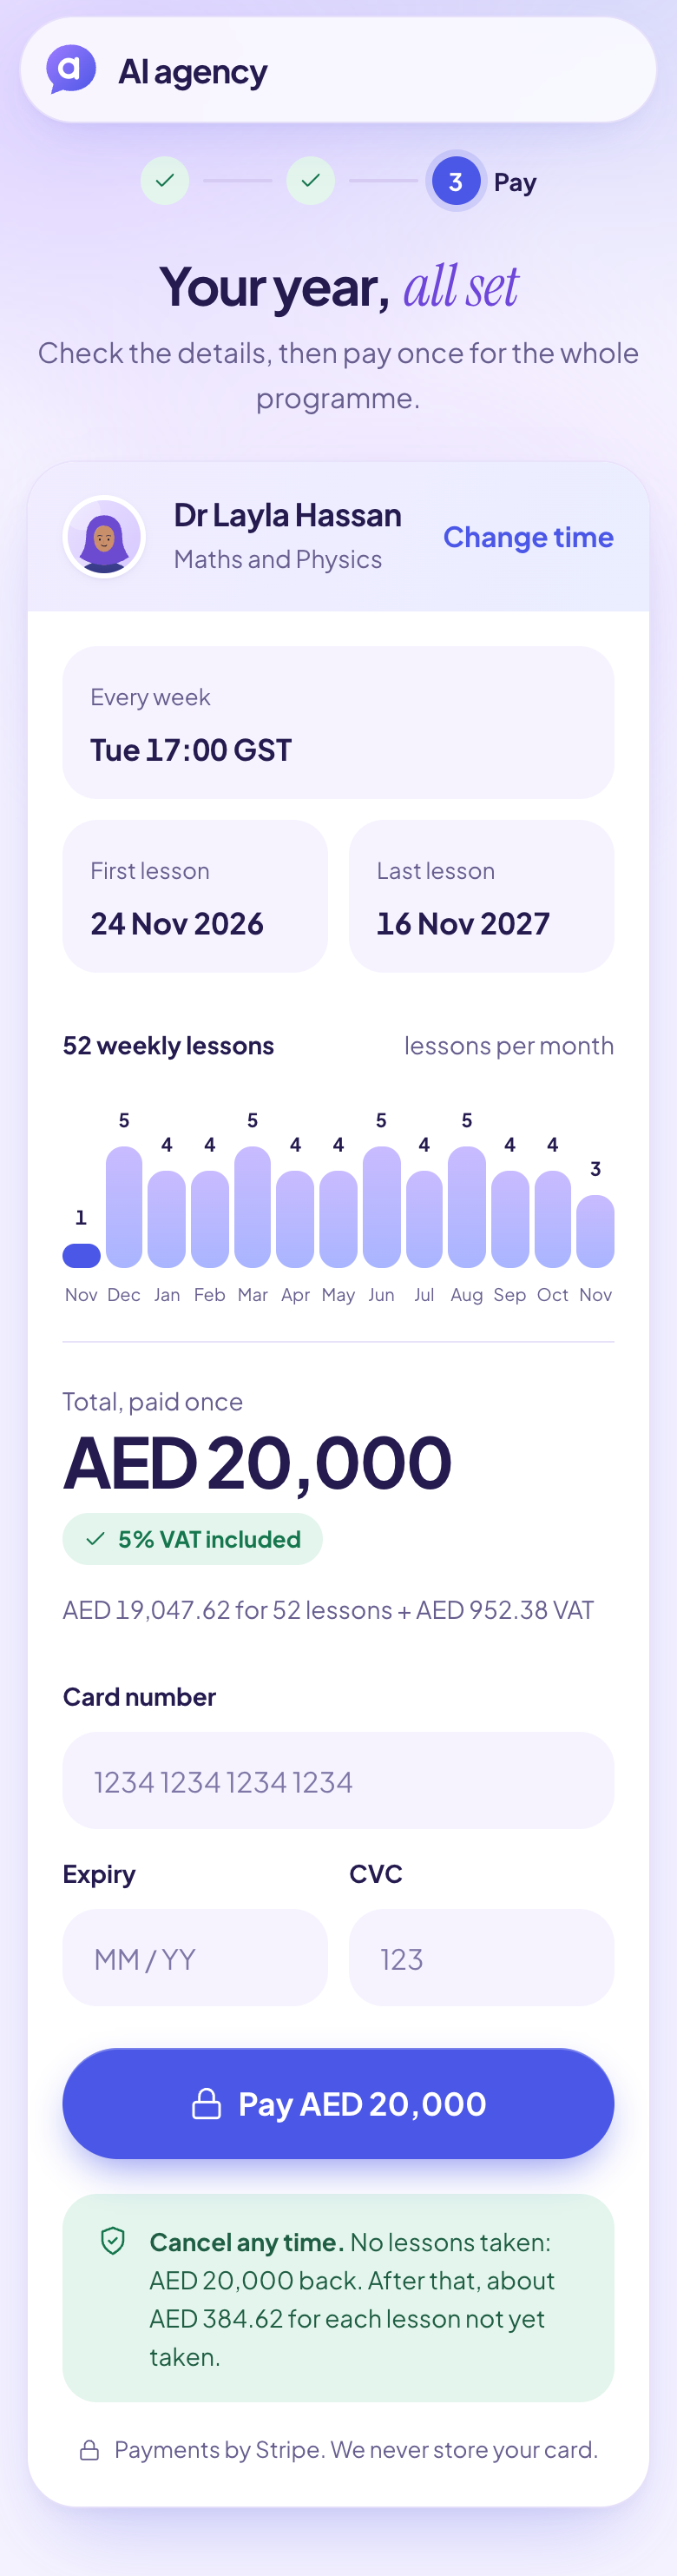 AI agency
3 Pay
Your year, all set
Check the details, then pay once for the whole
programme.
Dr Layla Hassan
Maths and Physics
Change time
Every week
Tue 17:00 GST
First lesson
24 Nov 2026
Last lesson
16 Nov 2027
52 weekly lessons
lessons per month
1 5 4 4 5 4 4 5 4 5 4 4 3
Nov Dec Jan Feb Mar Apr May Jun Jul Aug Sep Oct Nov
Total, paid once
AED 20,000
5% VAT included
AED 19,047.62 for 52 lessons + AED 952.38 VAT
Card number
1234 1234 1234 1234
Expiry
CVC
MM / YY
123
Pay AED 20,000
Cancel any time. No lessons taken:
AED 20,000 back. After that, about
AED 384.62 for each lesson not yet
taken.
Payments by Stripe. We never store your card.